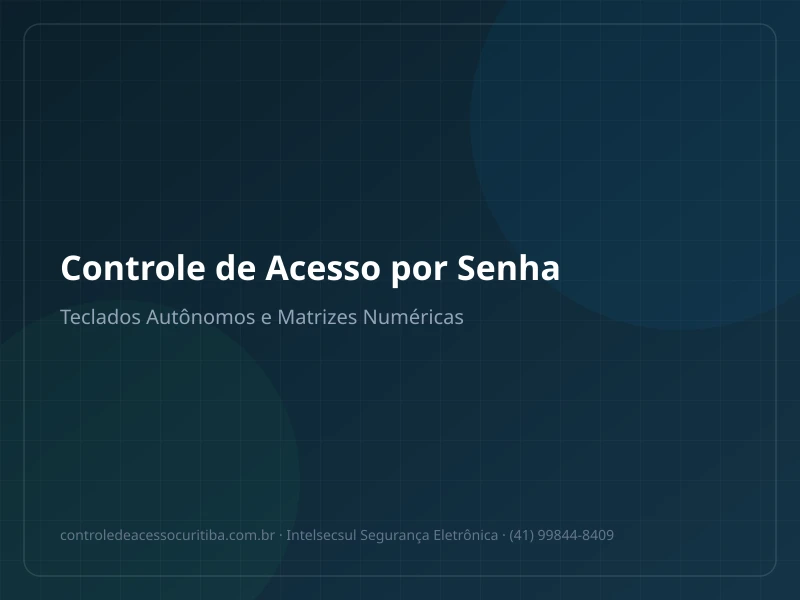 Controle de Acesso por Senha
Teclados Autônomos e Matrizes Numéricas
controledeacessocuritiba.com.br · Intelsecsul Segurança Eletrônica · (41) 99844-8409